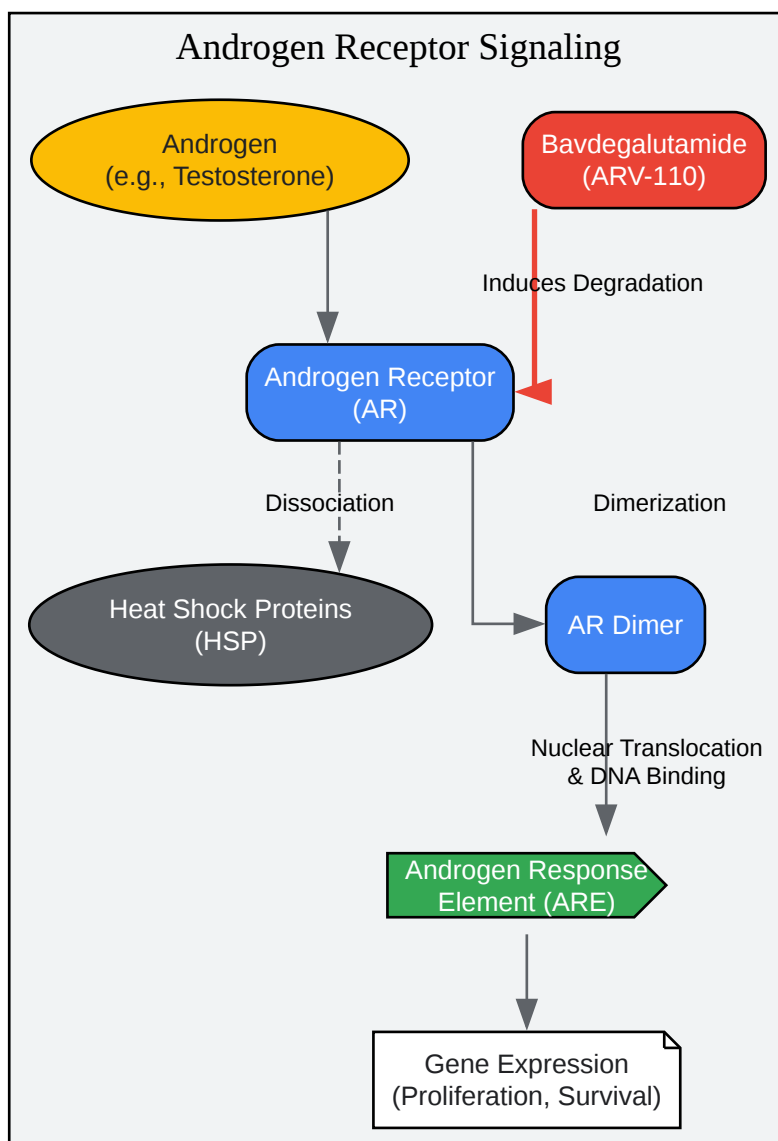 Androgen Receptor Signaling
Androgen
(e.g., Testosterone)
Bavdegalutamide
(ARV-110)
Induces Degradation
Androgen Receptor
(AR)
Dissociation
Dimerization
Heat Shock Proteins
(HSP)
AR Dimer
Nuclear Translocation
& DNA Binding
Androgen Response
Element (ARE)
Gene Expression
(Proliferation, Survival)